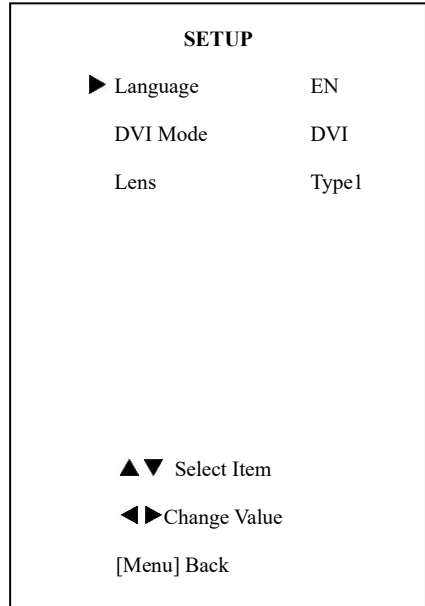 SETUP
▶ Language EN
DVI Mode DVI
Lens Type1
▲▼ Select Item
◀▶Change Value
[Menu] Back